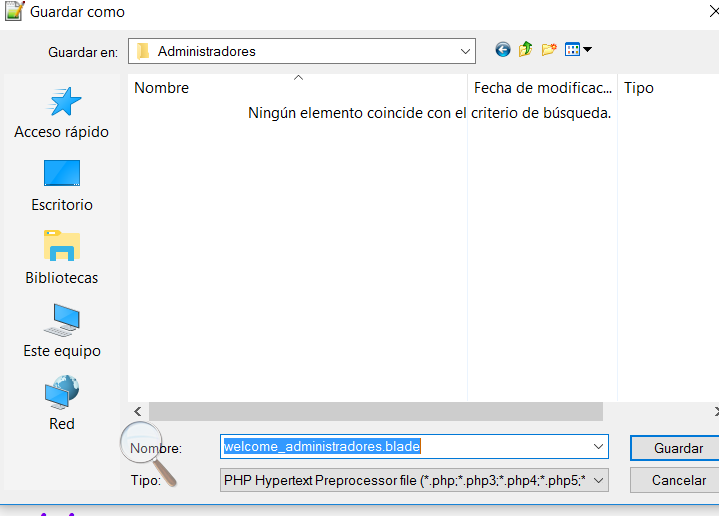 Guardar como
Guardar en: Administradores
Nombre Fecha de modificac... Tipo
Ningún elemento coincide con el criterio de búsqueda.
Acceso rápido
Escritorio
Bibliotecas
Este equipo
Red
Nombre: welcome_administradores.blade Guardar
Tipo: PHP Hypertext Preprocessor file (*.php;*.php3;*.php4;*.php5;* Cancelar